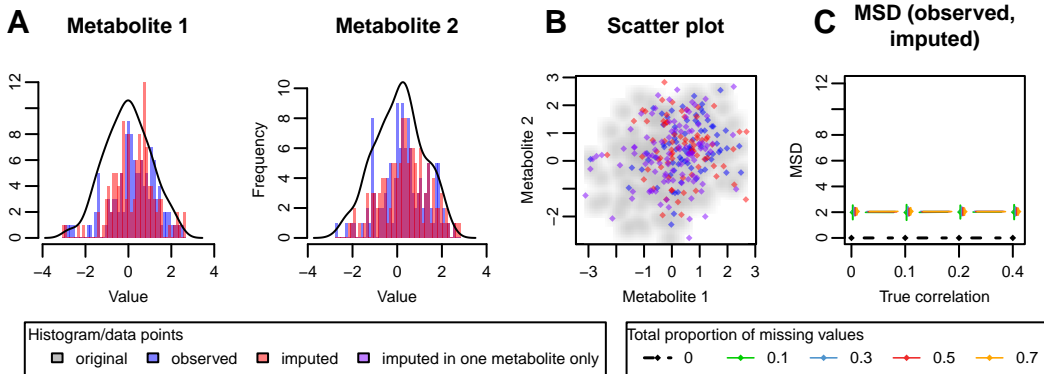 A
Metabolite 1
0 2 4 6 8 12
−4 −2 0 2 4
Value
Metabolite 2
Frequency
0 2 4 6 8 10
−4 −2 0 2 4
Value
B
Scatter plot
Metabolite 2
−2 0 1 2 3
−3 −1 0 1 2 3
Metabolite 1
C
MSD (observed,
imputed)
MSD
0 2 4 6 8 12
0 0.1 0.2 0.4
True correlation
Histogram/data points
original observed imputed imputed in one metabolite only
Total proportion of missing values
0 0.1 0.3 0.5 0.7